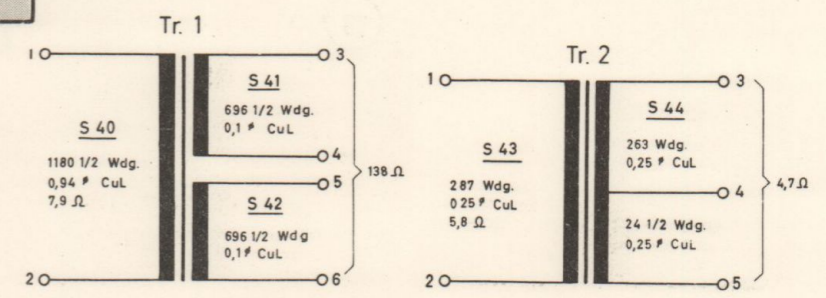 Tr. 1
1
3
S 41
696 1/2 Wdg.
0,1 ø CuL
S 40
1180 1/2 Wdg.
0,94 ø CuL
7,9 Ω
4
5
138 Ω
S 42
696 1/2 Wdg
0,1 ø CuL
2
6
Tr. 2
1
3
S 44
263 Wdg.
0,25 ø CuL
S 43
287 Wdg.
0 25 ø CuL
5,8 Ω
4
4,7 Ω
24 1/2 Wdg.
0,25 ø CuL
2
5